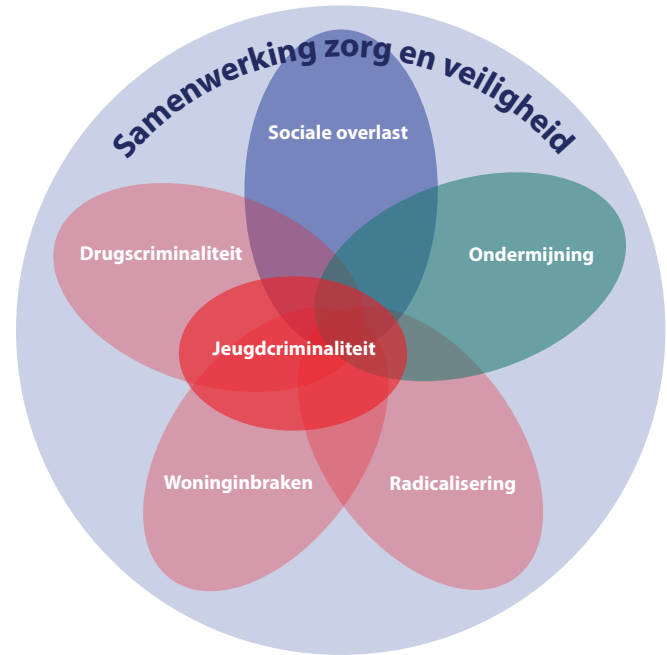 Samenwerking zorg en veiligheid
Sociale overlast
Drugscriminaliteit
Ondermijning
Jeugdcriminaliteit
Woninginbraken
Radicalisering